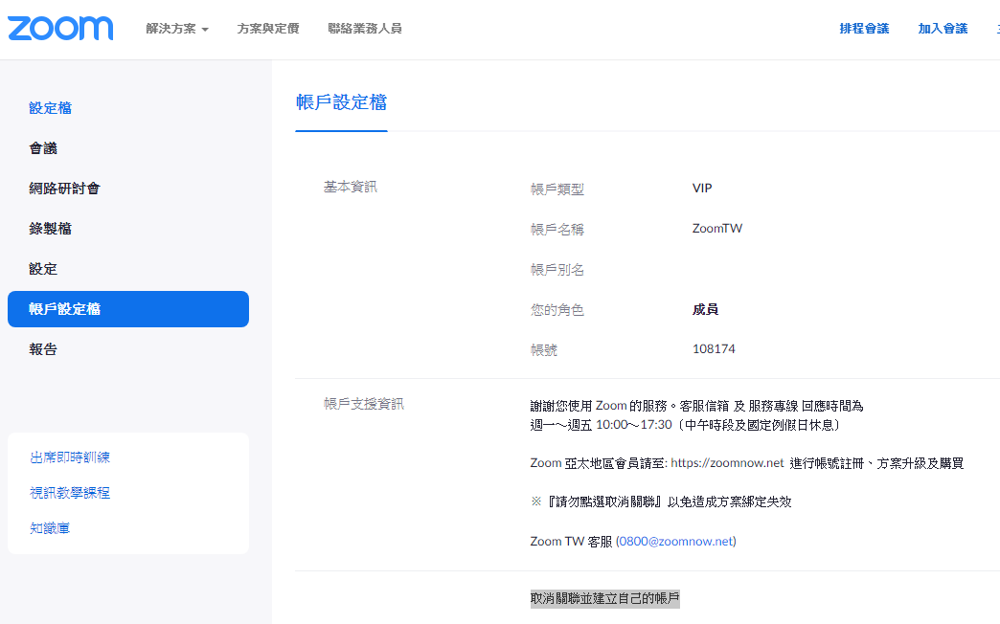 zoom 解決方案 方案與定價 聯絡業務人員 排程會議 加入會議
設定檔
會議
網路研討會
錄製檔
設定
帳戶設定檔
報告
出席即時訓練
視訊教學課程
知識庫
帳戶設定檔
基本資訊
帳戶類型 VIP
帳戶名稱 ZoomTW
帳戶別名
您的角色 成員
帳號 108174
帳戶支援資訊
謝謝您使用 Zoom 的服務。客服信箱 及 服務專線 回應時間為
週一～週五 10:00～17:30（中午時段及國定例假日休息）
Zoom 亞太地區會員請至: https://zoomnow.net 進行帳號註冊、方案升級及購買
※『請勿點選取消關聯』以免造成方案綁定失效
Zoom TW 客服 (0800@zoomnow.net)
取消關聯並建立自己的帳戶